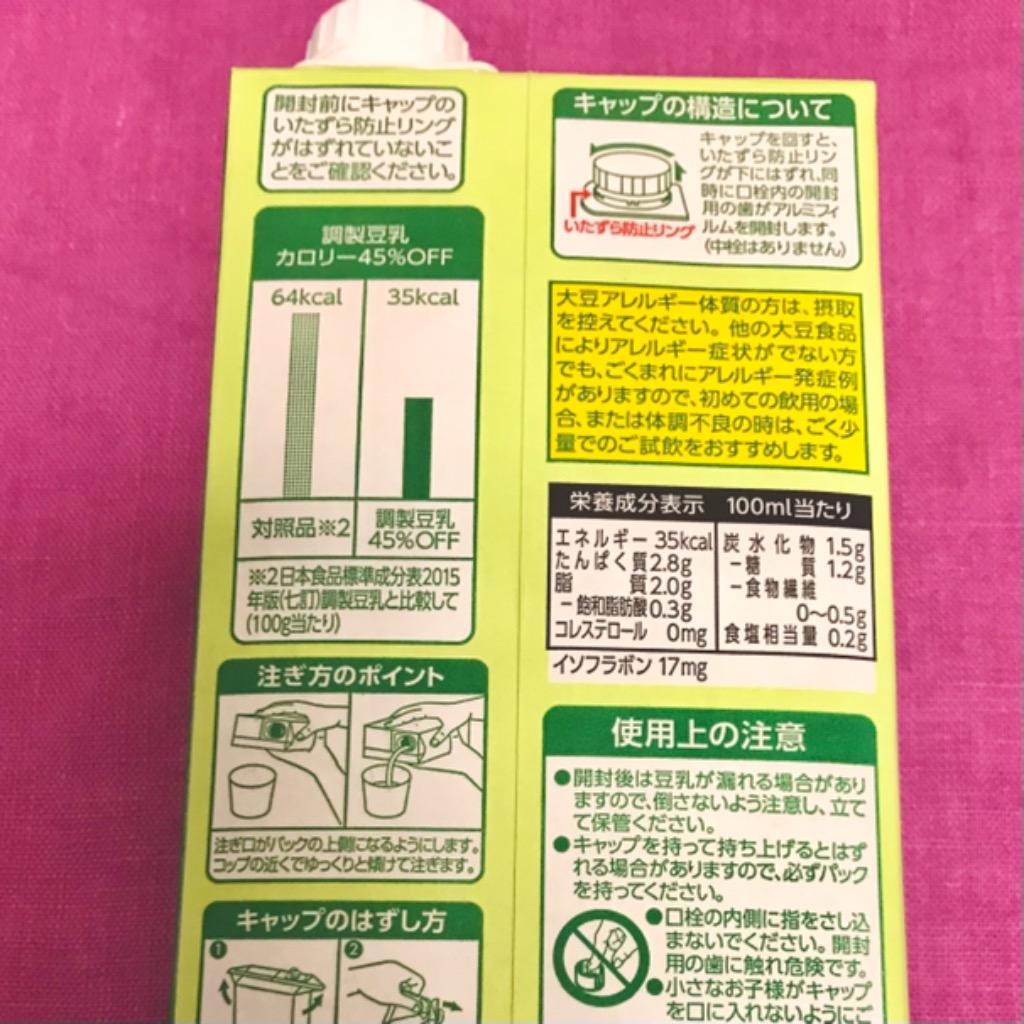 開封前にキャップの
いたずら防止リング
がはずれていないこ
とをご確認ください。
調製豆乳
カロリー45%OFF
64kcal 35kcal
対照品※2 調製豆乳
45%OFF
※2日本食品標準成分表2015
年版(七訂)調製豆乳と比較して
(100g当たり)
注ぎ方のポイント
注ぎ口がパックの上側になるようにします。
コップの近くでゆっくりと傾けて注ぎます。
キャップのはずし方
1 2
キャップの構造について
キャップを回すと、
いたずら防止リン
グが下にはずれ、同
時に口栓内の開封
用の歯がアルミフィ
ルムを開封します。
(中栓はありません)
いたずら防止リング
大豆アレルギー体質の方は、摂取
を控えてください。他の大豆食品
によりアレルギー症状がでない方
でも、ごくまれにアレルギー発症例
がありますので、初めての飲用の場
合、または体調不良の時は、ごく少
量でのご試飲をおすすめします。
栄養成分表示 100ml当たり
エネルギー 35kcal
たんぱく質 2.8g
脂質 2.0g
−飽和脂肪酸 0.3g
コレステロール 0mg
炭水化物 1.5g
−糖質 1.2g
−食物繊維
0〜0.5g
食塩相当量 0.2g
イソフラボン 17mg
使用上の注意
●開封後は豆乳が漏れる場合があり
ますので、倒さないよう注意し、立て
て保管ください。
●キャップを持って持ち上げるとはず
れる場合がありますので、必ずパック
を持ってください。
●口栓の内側に指をさし込
まないでください。開封
用の歯に触れ危険です。
●小さなお子様がキャップ
を口に入れないようにご